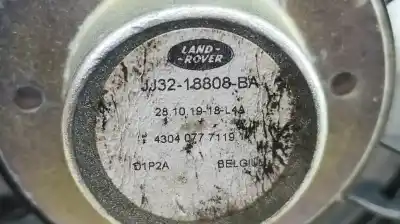 LAND-
-ROVER
JJ32-18808-BA
28.10.19-18-L4A
4304 077 7119
D1P2A BELGIUM